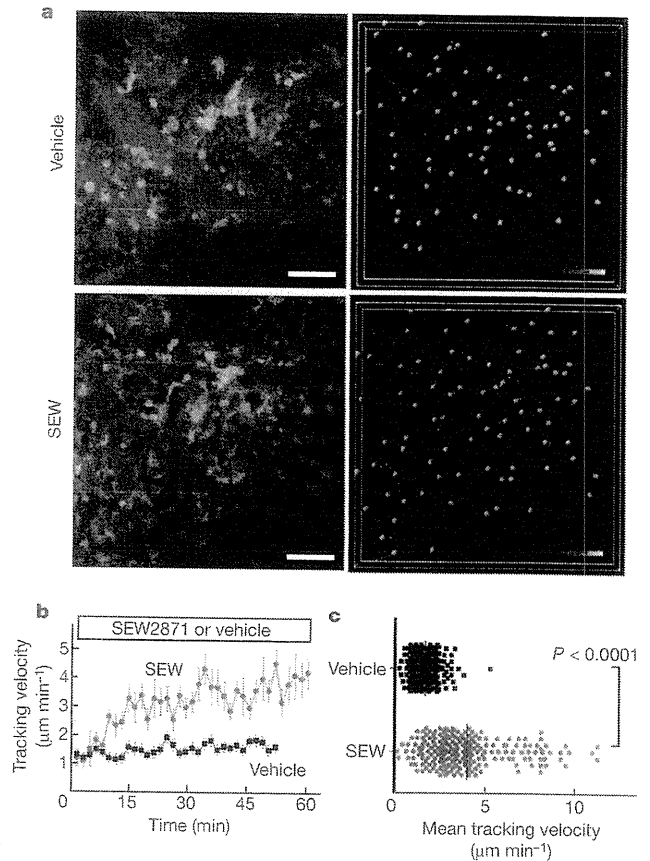 a
Vehicle
SEW
b
SEW2871 or vehicle
Tracking velocity
(µm min⁻¹)
5
4
3
2
1
SEW
Vehicle
0
15
30
45
60
Time (min)
c
Vehicle
SEW
P < 0.0001
0
5
10
Mean tracking velocity
(µm min⁻¹)